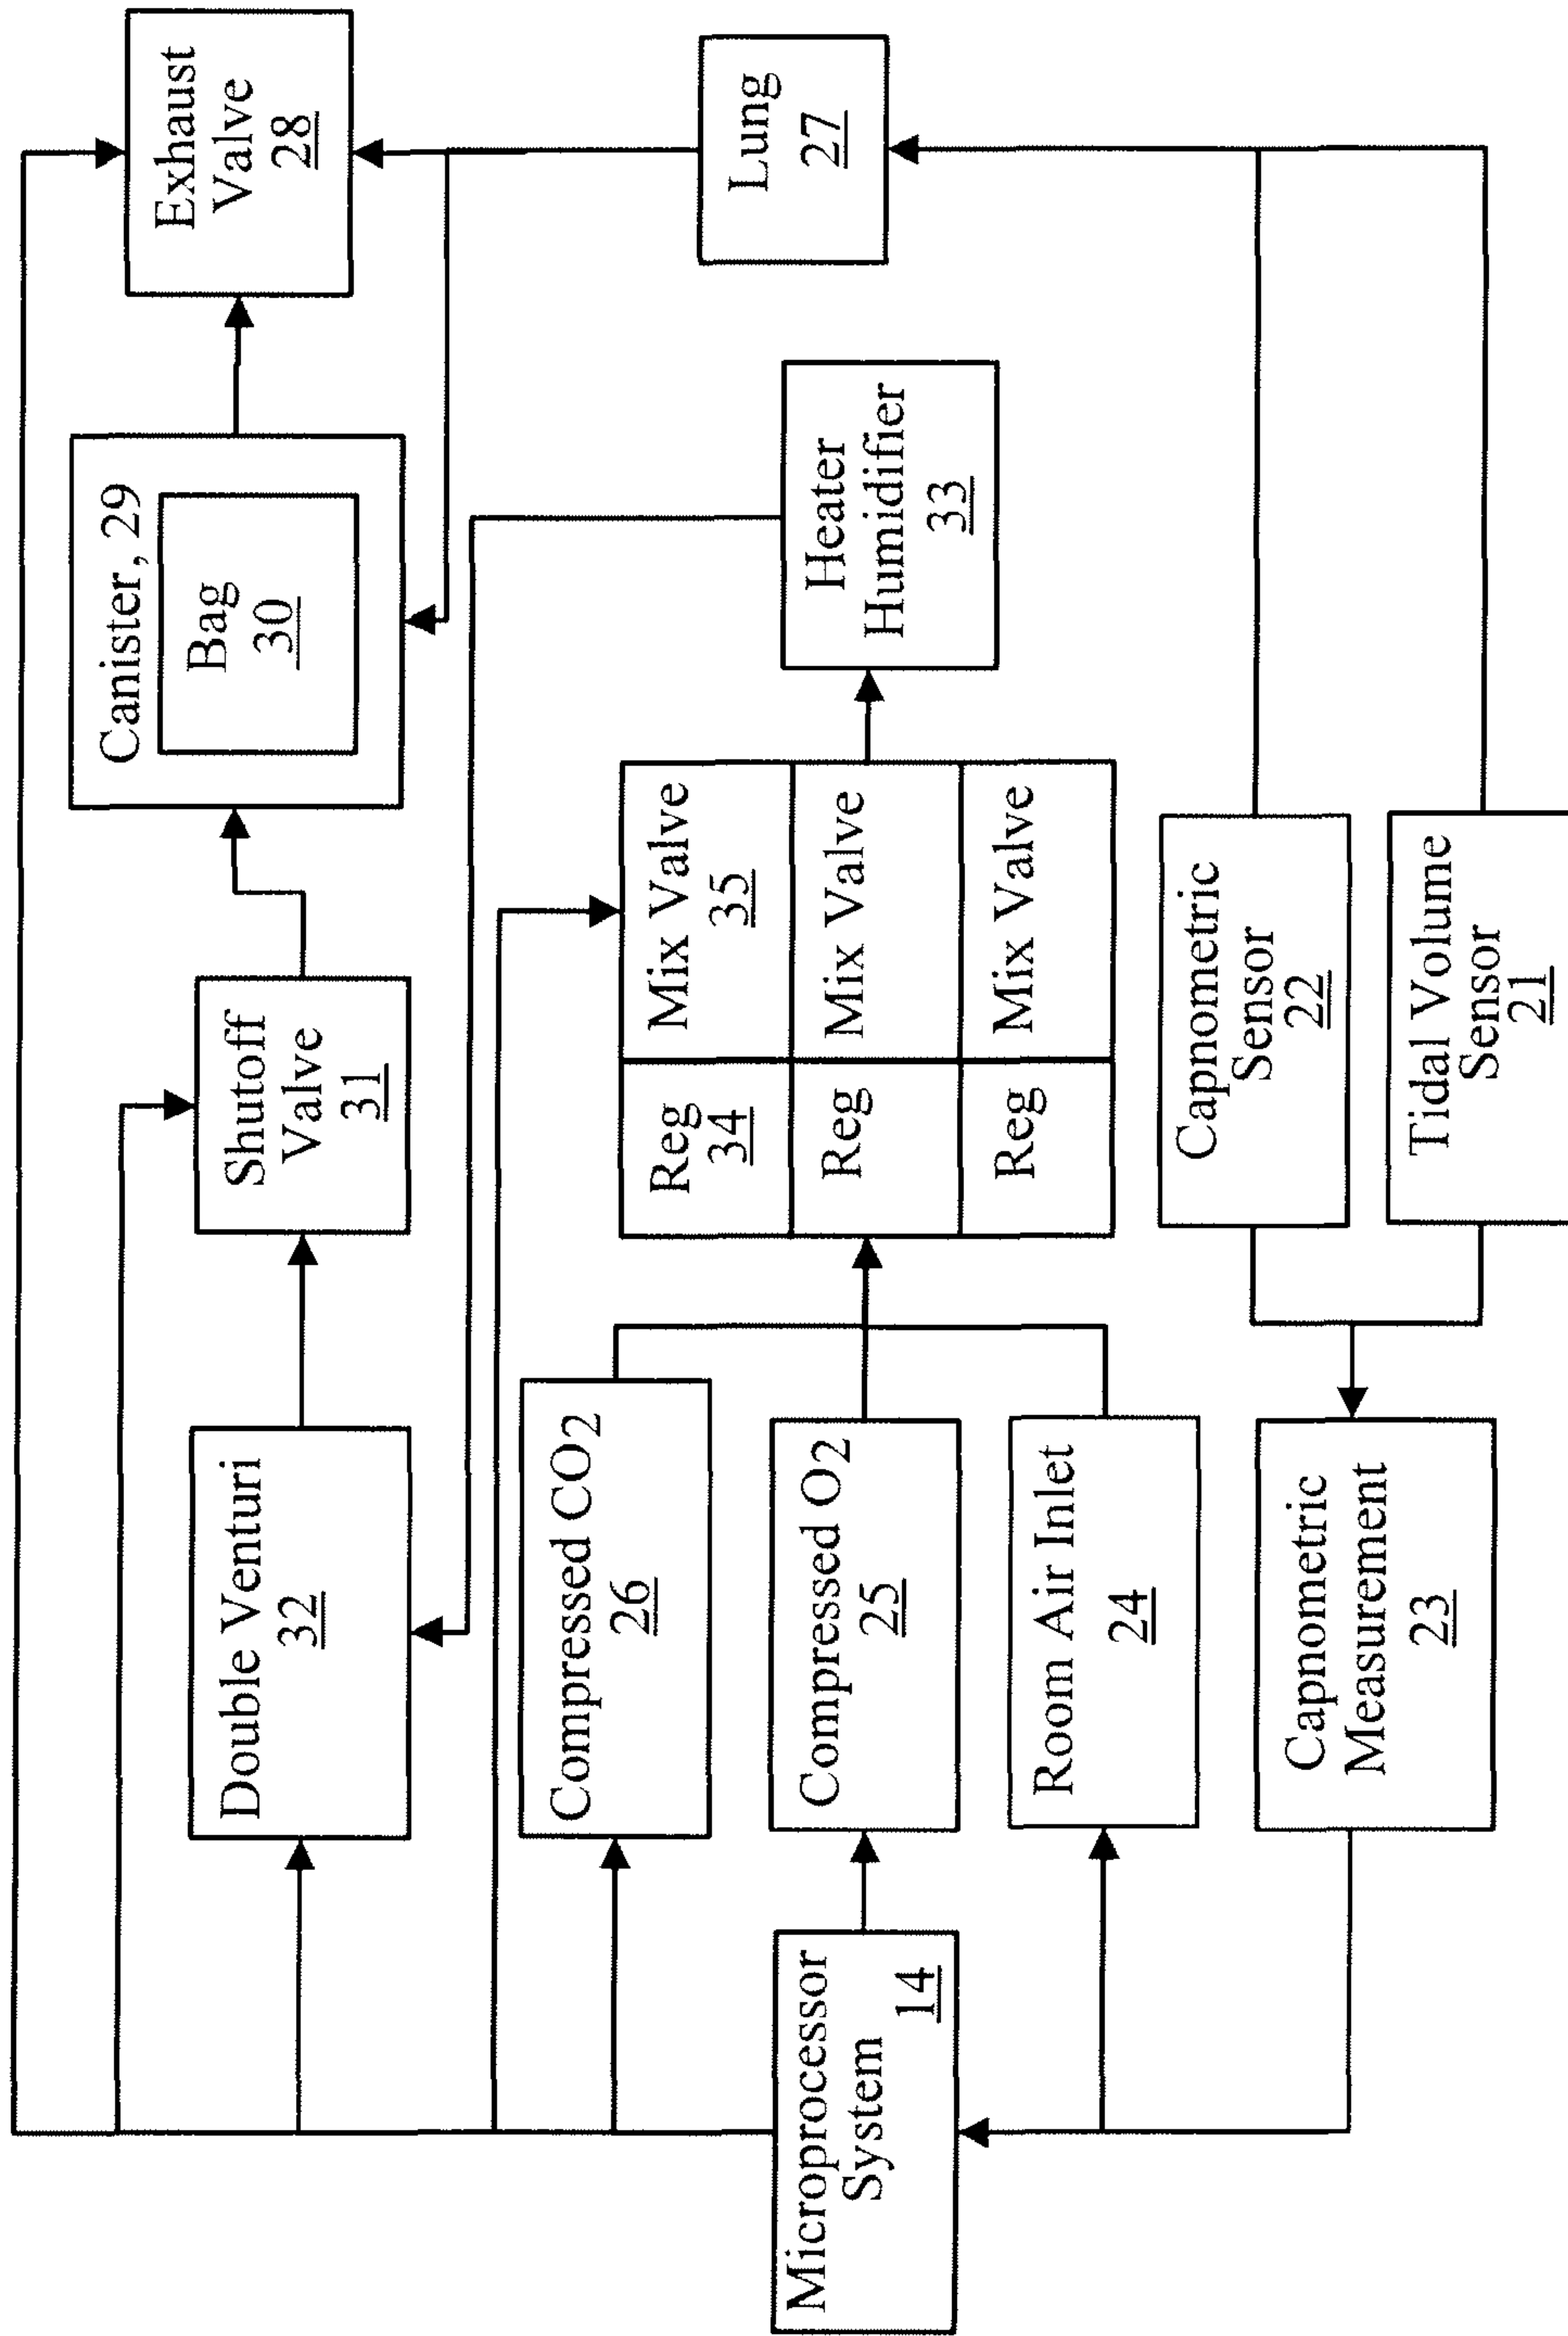 Exhaust
Valve
28
Canister, 29
Bag
30
Shutoff
Valve
31
Double Venturi
32
Lung
27
Heater
Humidifier
33
Mix Valve
35
Mix Valve
Mix Valve
Reg
34
Reg
Reg
Compressed CO2
26
Compressed O2
25
Room Air Inlet
24
Microprocessor
System
14
Capnometric
Sensor
22
Tidal Volume
Sensor
21
Capnometric
Measurement
23